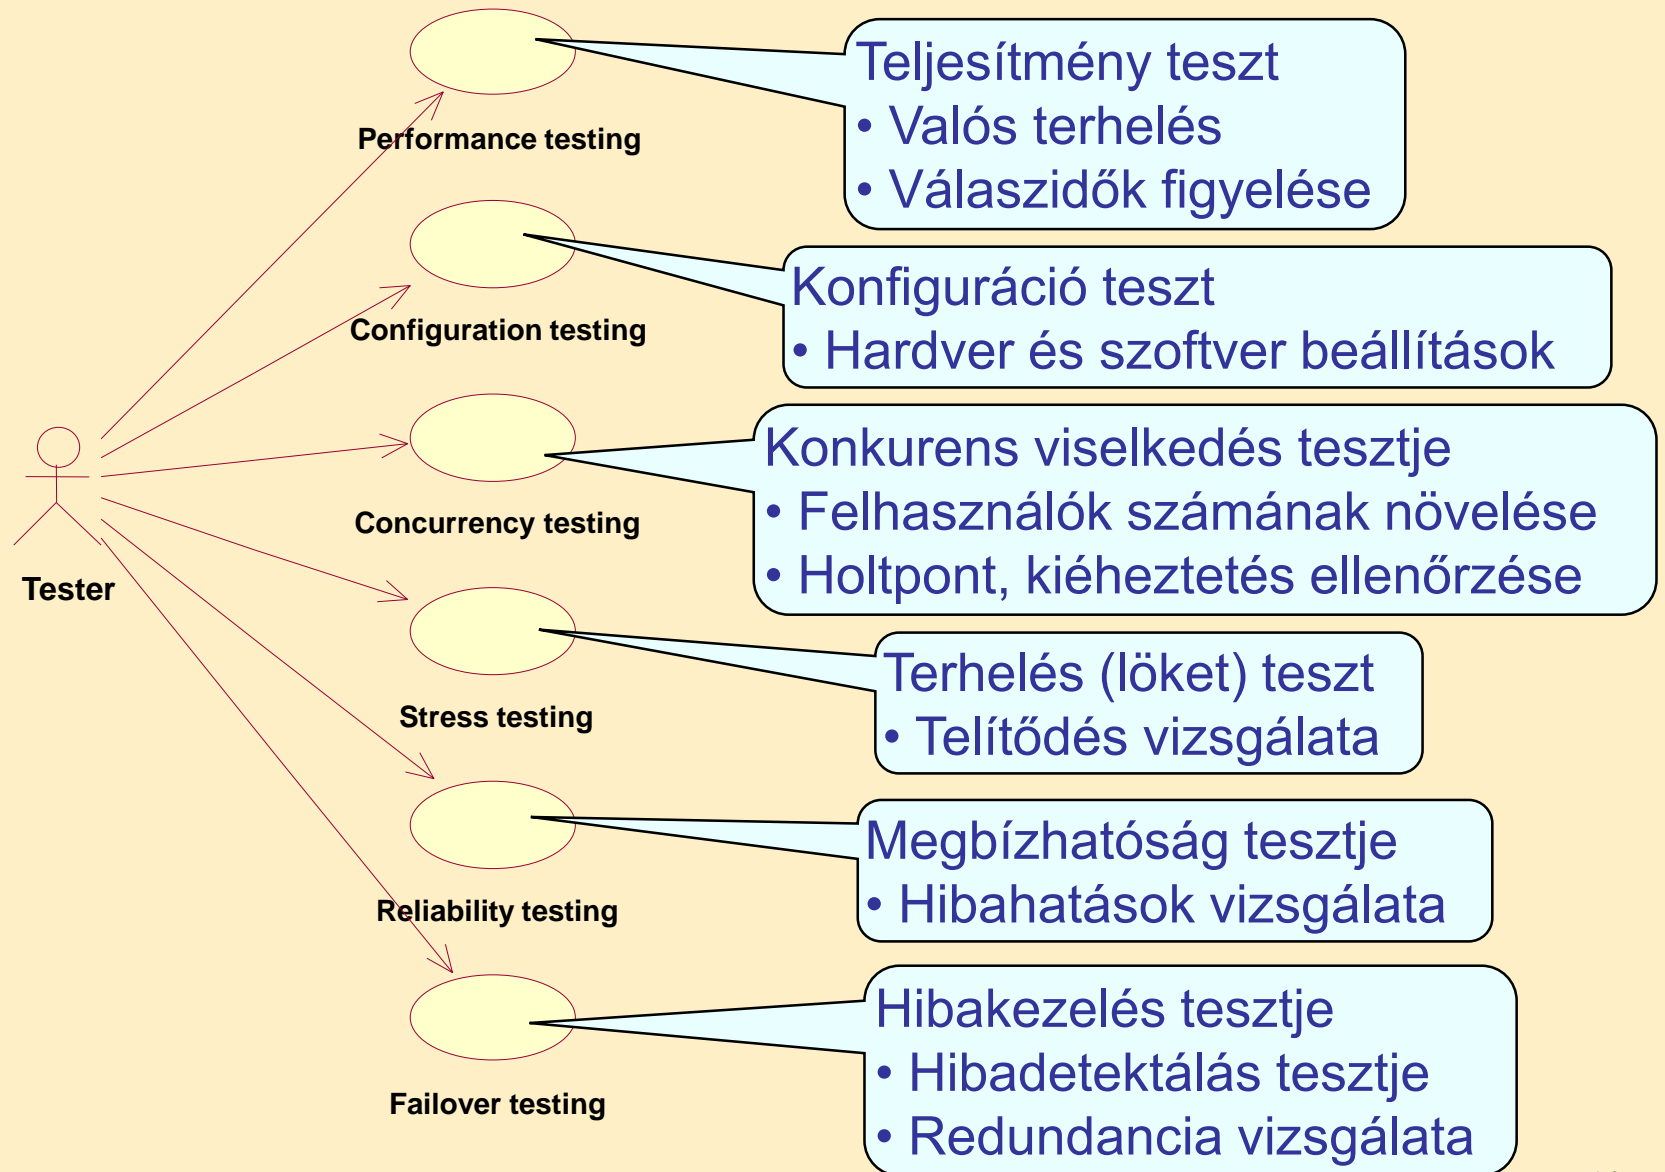 Performance testing
Teljesítmény teszt
• Valós terhelés
• Válaszidők figyelése
Configuration testing
Konfiguráció teszt
• Hardver és szoftver beállítások
Concurrency testing
Konkurens viselkedés tesztje
• Felhasználók számának növelése
• Holtpont, kiéheztetés ellenőrzése
Tester
Stress testing
Terhelés (löket) teszt
• Telítődés vizsgálata
Reliability testing
Megbízhatóság tesztje
• Hibahatások vizsgálata
Failover testing
Hibakezelés tesztje
• Hibadetektálás tesztje
• Redundancia vizsgálata